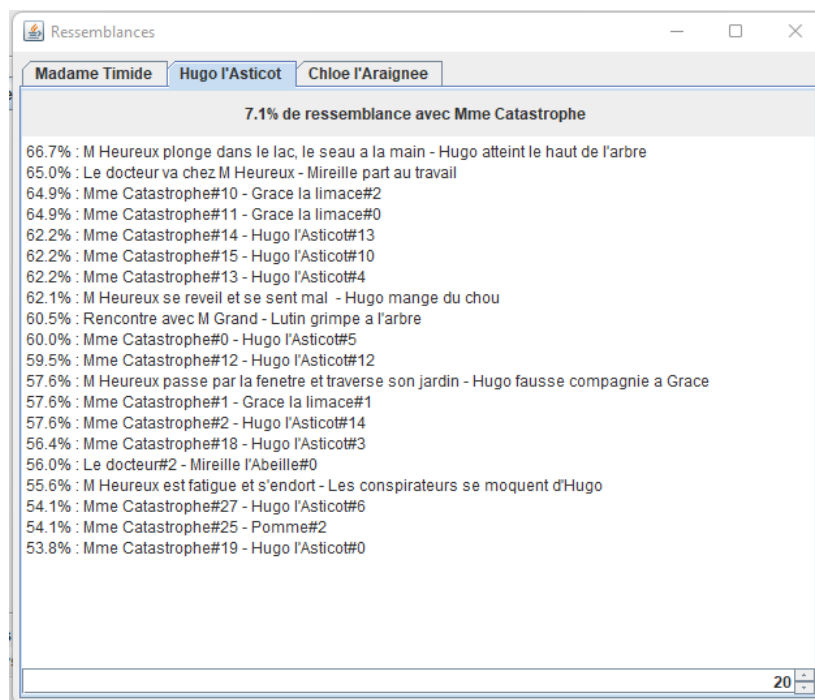 Ressemblances
Madame Timide Hugo l'Asticot Chloe l'Araignee
7.1% de ressemblance avec Mme Catastrophe
66.7% : M Heureux plonge dans le lac, le seau a la main - Hugo atteint le haut de l'arbre
65.0% : Le docteur va chez M Heureux - Mireille part au travail
64.9% : Mme Catastrophe#10 - Grace la limace#2
64.9% : Mme Catastrophe#11 - Grace la limace#0
62.2% : Mme Catastrophe#14 - Hugo l'Asticot#13
62.2% : Mme Catastrophe#15 - Hugo l'Asticot#10
62.2% : Mme Catastrophe#13 - Hugo l'Asticot#4
62.1% : M Heureux se reveil et se sent mal  - Hugo mange du chou
60.5% : Rencontre avec M Grand - Lutin grimpe a l'arbre
60.0% : Mme Catastrophe#0 - Hugo l'Asticot#5
59.5% : Mme Catastrophe#12 - Hugo l'Asticot#12
57.6% : M Heureux passe par la fenetre et traverse son jardin - Hugo fausse compagnie a Grace
57.6% : Mme Catastrophe#1 - Grace la limace#1
57.6% : Mme Catastrophe#2 - Hugo l'Asticot#14
56.4% : Mme Catastrophe#18 - Hugo l'Asticot#3
56.0% : Le docteur#2 - Mireille l'Abeille#0
55.6% : M Heureux est fatigue et s'endort - Les conspirateurs se moquent d'Hugo
54.1% : Mme Catastrophe#27 - Hugo l'Asticot#6
54.1% : Mme Catastrophe#25 - Pomme#2
53.8% : Mme Catastrophe#19 - Hugo l'Asticot#0
20